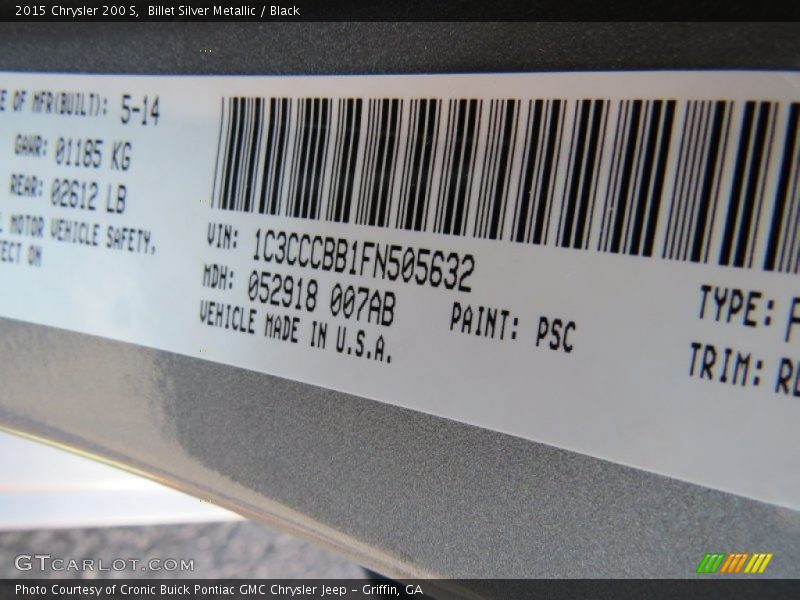 2015 Chrysler 200 S, Billet Silver Metallic / Black
E OF MFR(BUILT): 5-14
GAWR: 01185 KG
REAR: 02612 LB
MOTOR VEHICLE SAFETY,
ON
VIN: 1C3CCCBB1FN505632
MDH: 052918 007AB
VEHICLE MADE IN U.S.A.
PAINT: PSC
TYPE:
TRIM:
GTCARLOT.COM
Photo Courtesy of Cronic Buick Pontiac GMC Chrysler Jeep - Griffin, GA